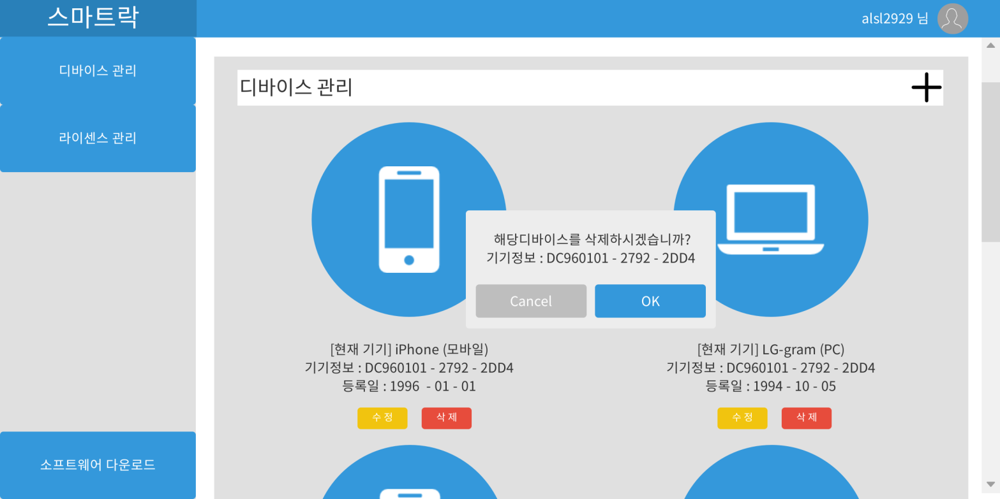 스마트락
alsl2929 님
디바이스 관리
라이센스 관리
소프트웨어 다운로드
디바이스 관리
해당디바이스를 삭제하시겠습니까?
기기정보 : DC960101 - 2792 - 2DD4
Cancel
OK
[현재 기기] iPhone (모바일)
기기정보 : DC960101 - 2792 - 2DD4
등록일 : 1996 - 01 - 01
수 정
삭 제
[현재 기기] LG-gram (PC)
기기정보 : DC960101 - 2792 - 2DD4
등록일 : 1994 - 10 - 05
수 정
삭 제